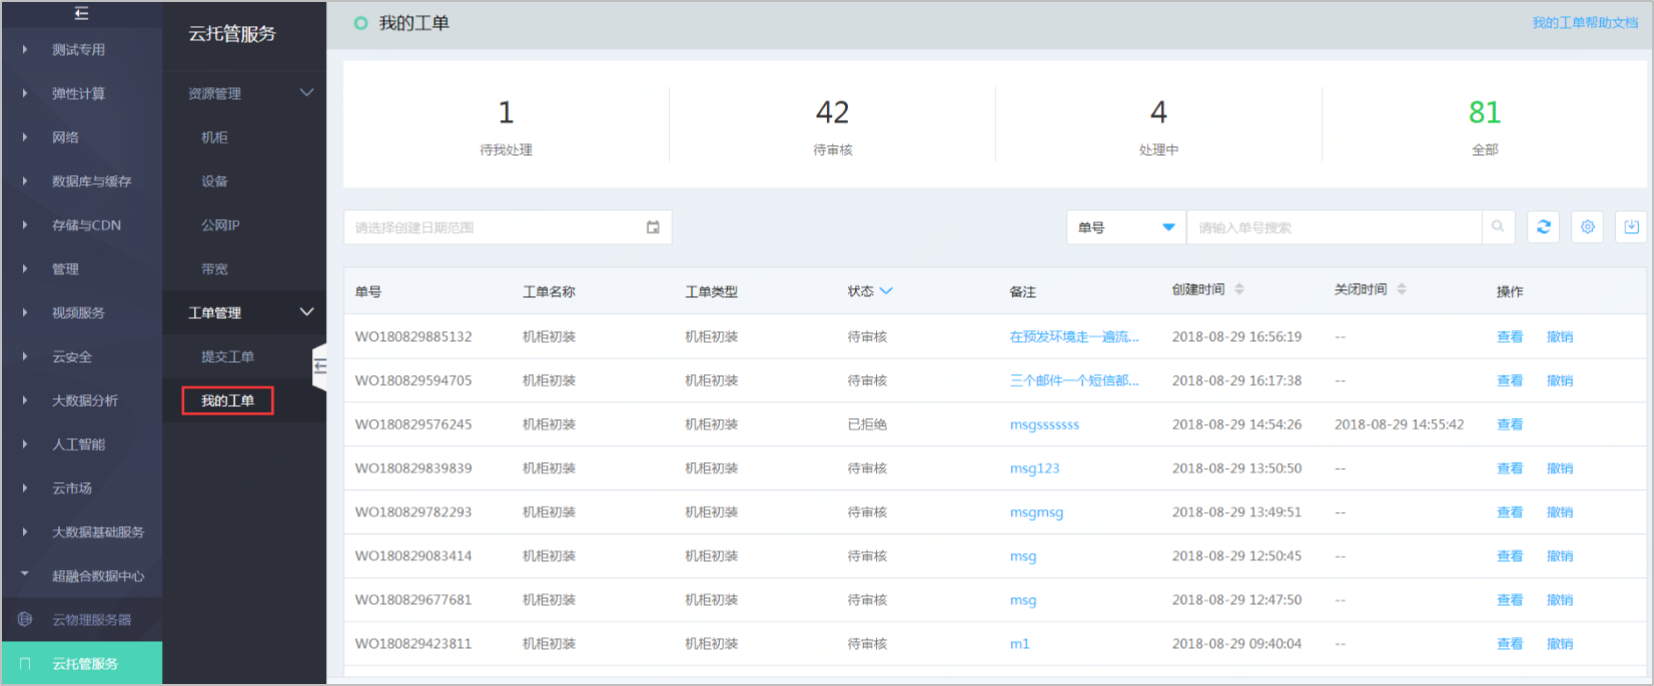 测试专用
弹性计算
网络
数据库与缓存
存储与CDN
管理
视频服务
云安全
大数据分析
人工智能
云市场
大数据基础服务
超融合数据中心
云物理服务器
云托管服务
云托管服务
资源管理
机柜
设备
公网IP
带宽
工单管理
提交工单
我的工单
我的工单
我的工单帮助文档
1 42 4 81
待我处理 待审核 处理中 全部
请选择创建日期范围 单号 请输入单号搜索
单号 工单名称 工单类型 状态 备注 创建时间 关闭时间 操作
WO180829885132 机柜初装 机柜初装 待审核 在预发环境走一遍流... 2018-08-29 16:56:19 -- 查看 撤销
WO180829594705 机柜初装 机柜初装 待审核 三个邮件一个短信都... 2018-08-29 16:17:38 -- 查看 撤销
WO180829576245 机柜初装 机柜初装 已拒绝 msgsssssss 2018-08-29 14:54:26 2018-08-29 14:55:42 查看
WO180829839839 机柜初装 机柜初装 待审核 msg123 2018-08-29 13:50:50 -- 查看 撤销
WO180829782293 机柜初装 机柜初装 待审核 msgmsg 2018-08-29 13:49:51 -- 查看 撤销
WO180829083414 机柜初装 机柜初装 待审核 msg 2018-08-29 12:50:45 -- 查看 撤销
WO180829677681 机柜初装 机柜初装 待审核 msg 2018-08-29 12:47:50 -- 查看 撤销
WO180829423811 机柜初装 机柜初装 待审核 m1 2018-08-29 09:40:04 -- 查看 撤销